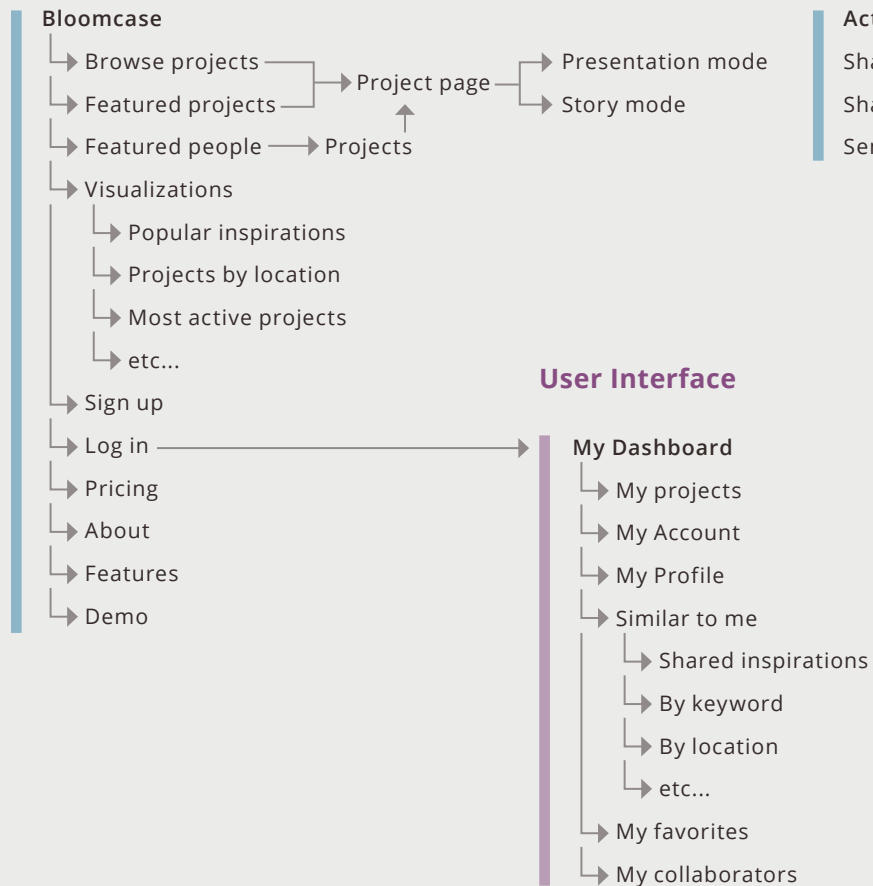 Bloomcase
Browse projects
Featured projects
Featured people
Projects
Project page
Presentation mode
Story mode
Visualizations
Popular inspirations
Projects by location
Most active projects
etc...
Sign up
Log in
Pricing
About
Features
Demo
User Interface
My Dashboard
My projects
My Account
My Profile
Similar to me
Shared inspirations
By keyword
By location
etc...
My favorites
My collaborators